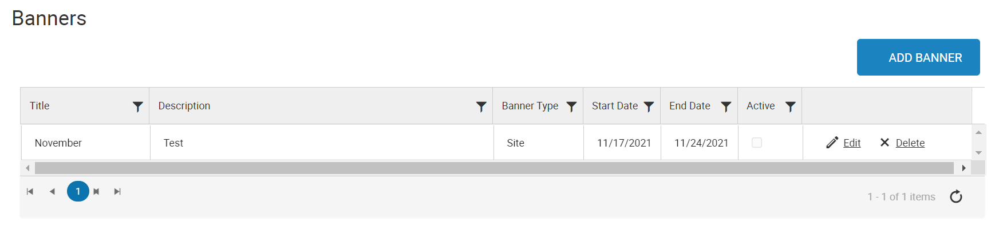 Banners
ADD BANNER
Title Description Banner Type Start Date End Date Active
November Test Site 11/17/2021 11/24/2021 Edit Delete
1
1 - 1 of 1 items